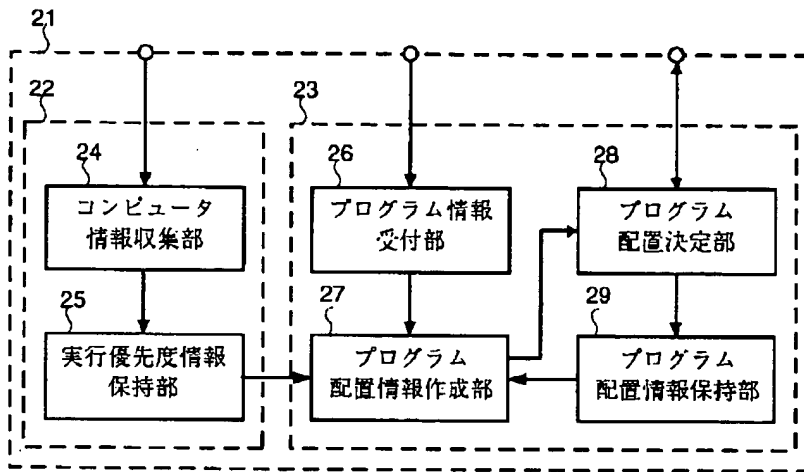 21
22
23
24
コンピュータ
情報収集部
25
実行優先度情報
保持部
26
プログラム情報
受付部
27
プログラム
配置情報作成部
28
プログラム
配置決定部
29
プログラム
配置情報保持部